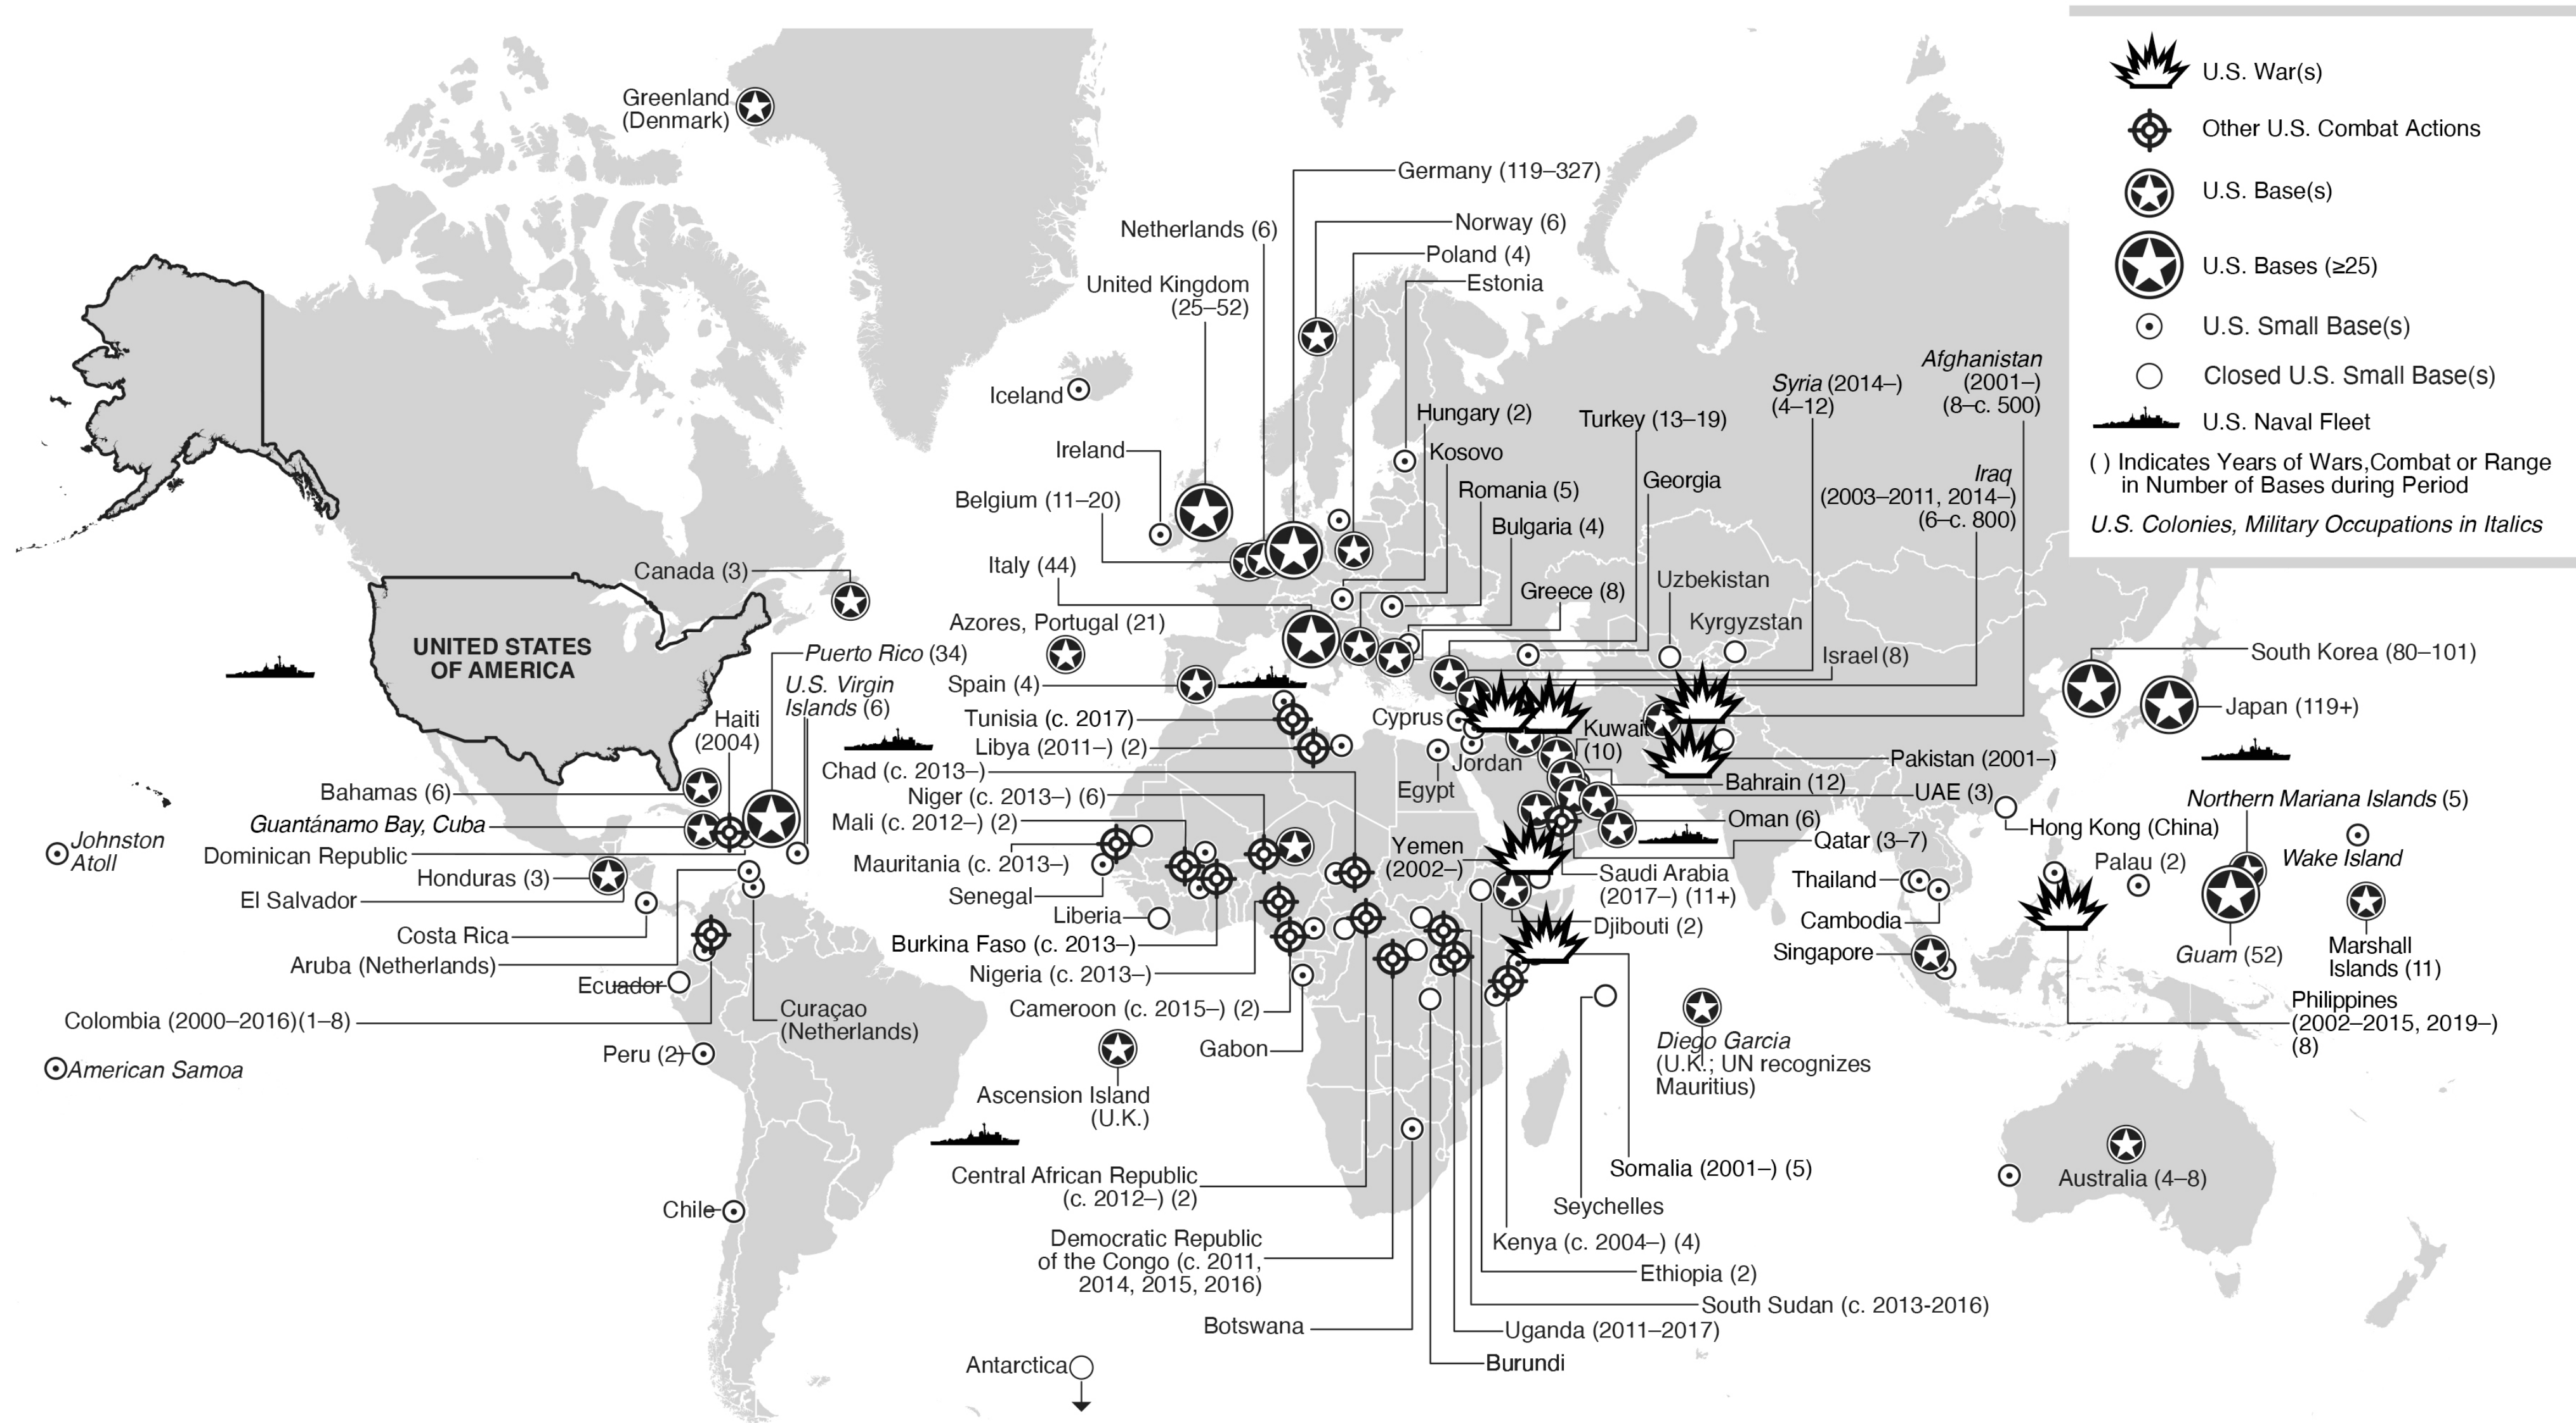 Greenland
(Denmark)
Germany (119–327)
Netherlands (6)
Norway (6)
Poland (4)
Estonia
United Kingdom
(25–52)
Iceland
Ireland
Belgium (11–20)
Italy (44)
Hungary (2)
Kosovo
Romania (5)
Bulgaria (4)
Greece (8)
Turkey (13–19)
Georgia
Syria (2014–)
(4–12)
Afghanistan
(2001–)
(8–c. 500)
Iraq
(2003–2011, 2014–)
(6–c. 800)
Uzbekistan
Kyrgyzstan
Israel (8)
U.S. War(s)
Other U.S. Combat Actions
U.S. Base(s)
U.S. Bases (≥25)
U.S. Small Base(s)
Closed U.S. Small Base(s)
U.S. Naval Fleet
( ) Indicates Years of Wars,Combat or Range
in Number of Bases during Period
U.S. Colonies, Military Occupations in Italics
Canada (3)
UNITED STATES
OF AMERICA
Azores, Portugal (21)
Puerto Rico (34)
U.S. Virgin
Islands (6)
Haiti
(2004)
Spain (4)
Tunisia (c. 2017)
Libya (2011–) (2)
Chad (c. 2013–)
Niger (c. 2013–) (6)
Mali (c. 2012–) (2)
Mauritania (c. 2013–)
Senegal
Liberia
Burkina Faso (c. 2013–)
Nigeria (c. 2013–)
Cameroon (c. 2015–) (2)
Gabon
Bahamas (6)
Guantánamo Bay, Cuba
Johnston
Atoll
Dominican Republic
Honduras (3)
El Salvador
Costa Rica
Aruba (Netherlands)
Ecuador
Colombia (2000–2016)(1–8)
Curaçao
(Netherlands)
Peru (2)
American Samoa
Chile
Ascension Island
(U.K.)
Cyprus
Egypt
Jordan
Kuwait
(10)
Yemen
(2002–)
Pakistan (2001–)
Bahrain (12)
UAE (3)
Oman (6)
Qatar (3–7)
Saudi Arabia
(2017–) (11+)
Djibouti (2)
South Korea (80–101)
Japan (119+)
Northern Mariana Islands (5)
Hong Kong (China)
Palau (2)
Wake Island
Thailand
Cambodia
Singapore
Guam (52)
Marshall
Islands (11)
Philippines
(2002–2015, 2019–)
(8)
Diego Garcia
(U.K.; UN recognizes
Mauritius)
Australia (4–8)
Central African Republic
(c. 2012–) (2)
Democratic Republic
of the Congo (c. 2011,
2014, 2015, 2016)
Botswana
Antarctica
Somalia (2001–) (5)
Seychelles
Kenya (c. 2004–) (4)
Ethiopia (2)
South Sudan (c. 2013-2016)
Uganda (2011–2017)
Burundi